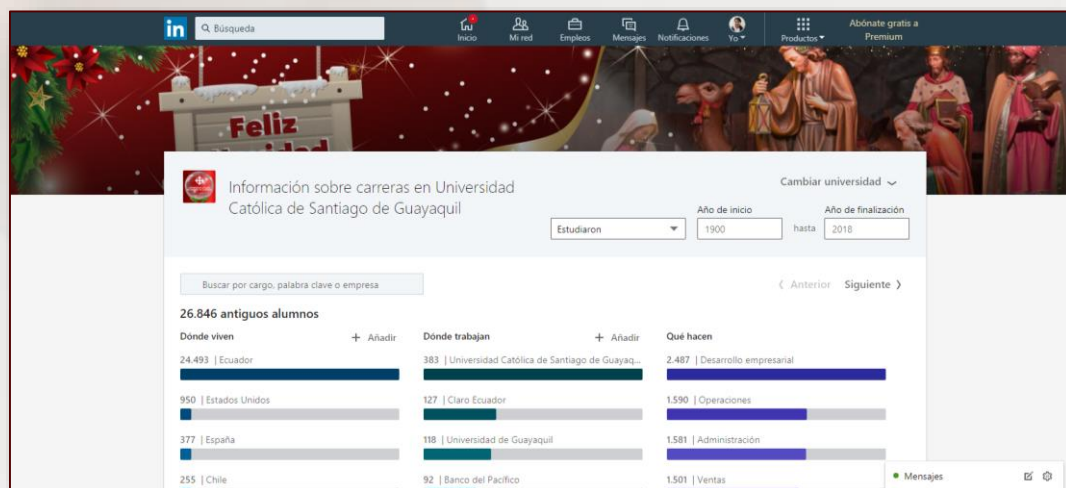 in
Búsqueda
Inicio
Mi red
Empleos
Mensajes
Notificaciones
Yo
Productos
Abónate gratis a
Premium
Feliz
Navidad
Información sobre carreras en Universidad
Católica de Santiago de Guayaquil
Cambiar universidad
Año de inicio
Año de finalización
Estudiaron
1900
hasta
2018
Buscar por cargo, palabra clave o empresa
Anterior Siguiente
26.846 antiguos alumnos
Dónde viven
+ Añadir
24.493 | Ecuador
950 | Estados Unidos
377 | España
255 | Chile
Dónde trabajan
+ Añadir
383 | Universidad Católica de Santiago de Guayaq...
127 | Claro Ecuador
118 | Universidad de Guayaquil
92 | Banco del Pacífico
Qué hacen
2.487 | Desarrollo empresarial
1.590 | Operaciones
1.581 | Administración
1.501 | Ventas
Mensajes